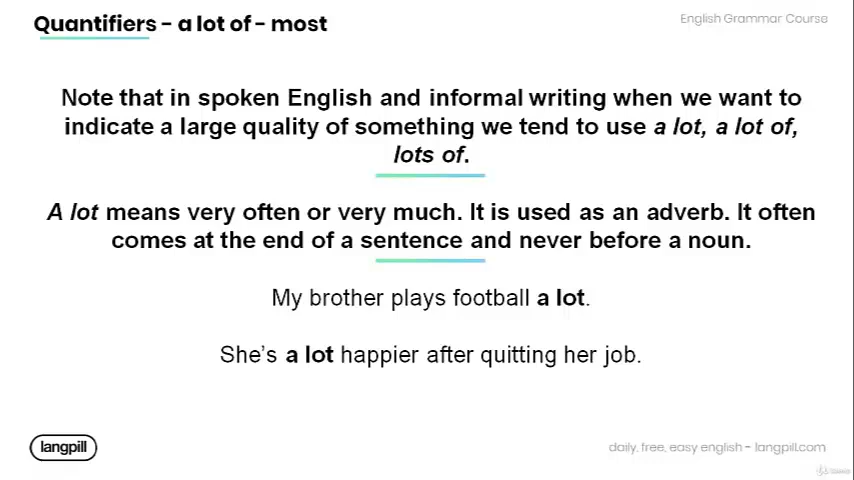 Quantifiers - a lot of - most
English Grammar Course
Note that in spoken English and informal writing when we want to
indicate a large quality of something we tend to use a lot, a lot of,
lots of.
A lot means very often or very much. It is used as an adverb. It often
comes at the end of a sentence and never before a noun.
My brother plays football a lot.
She's a lot happier after quitting her job.
langpill
daily, free, easy english - langpill.com